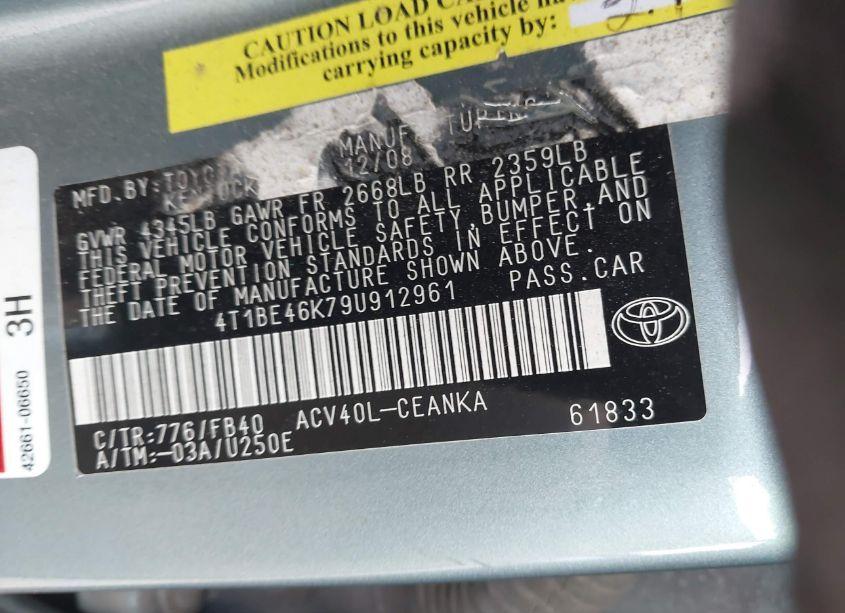 CAUTION LOAD
Modifications to this vehicle
carrying capacity by:
MANUF
MFD. BY: 12/08
GVWR 4345LB GAWR FR 2668LB RR 2359LB
THIS VEHICLE CONFORMS TO ALL APPLICABLE
FEDERAL MOTOR VEHICLE SAFETY, BUMPER, AND
THEFT PREVENTION STANDARDS IN EFFECT ON
THE DATE OF MANUFACTURE SHOWN ABOVE.
4T1BE46K79U912961 PASS.CAR
C/TR:776/FB40 ACV40L-CEANKA 61833
A/TM:-03A/U250E
3H
42661-06650